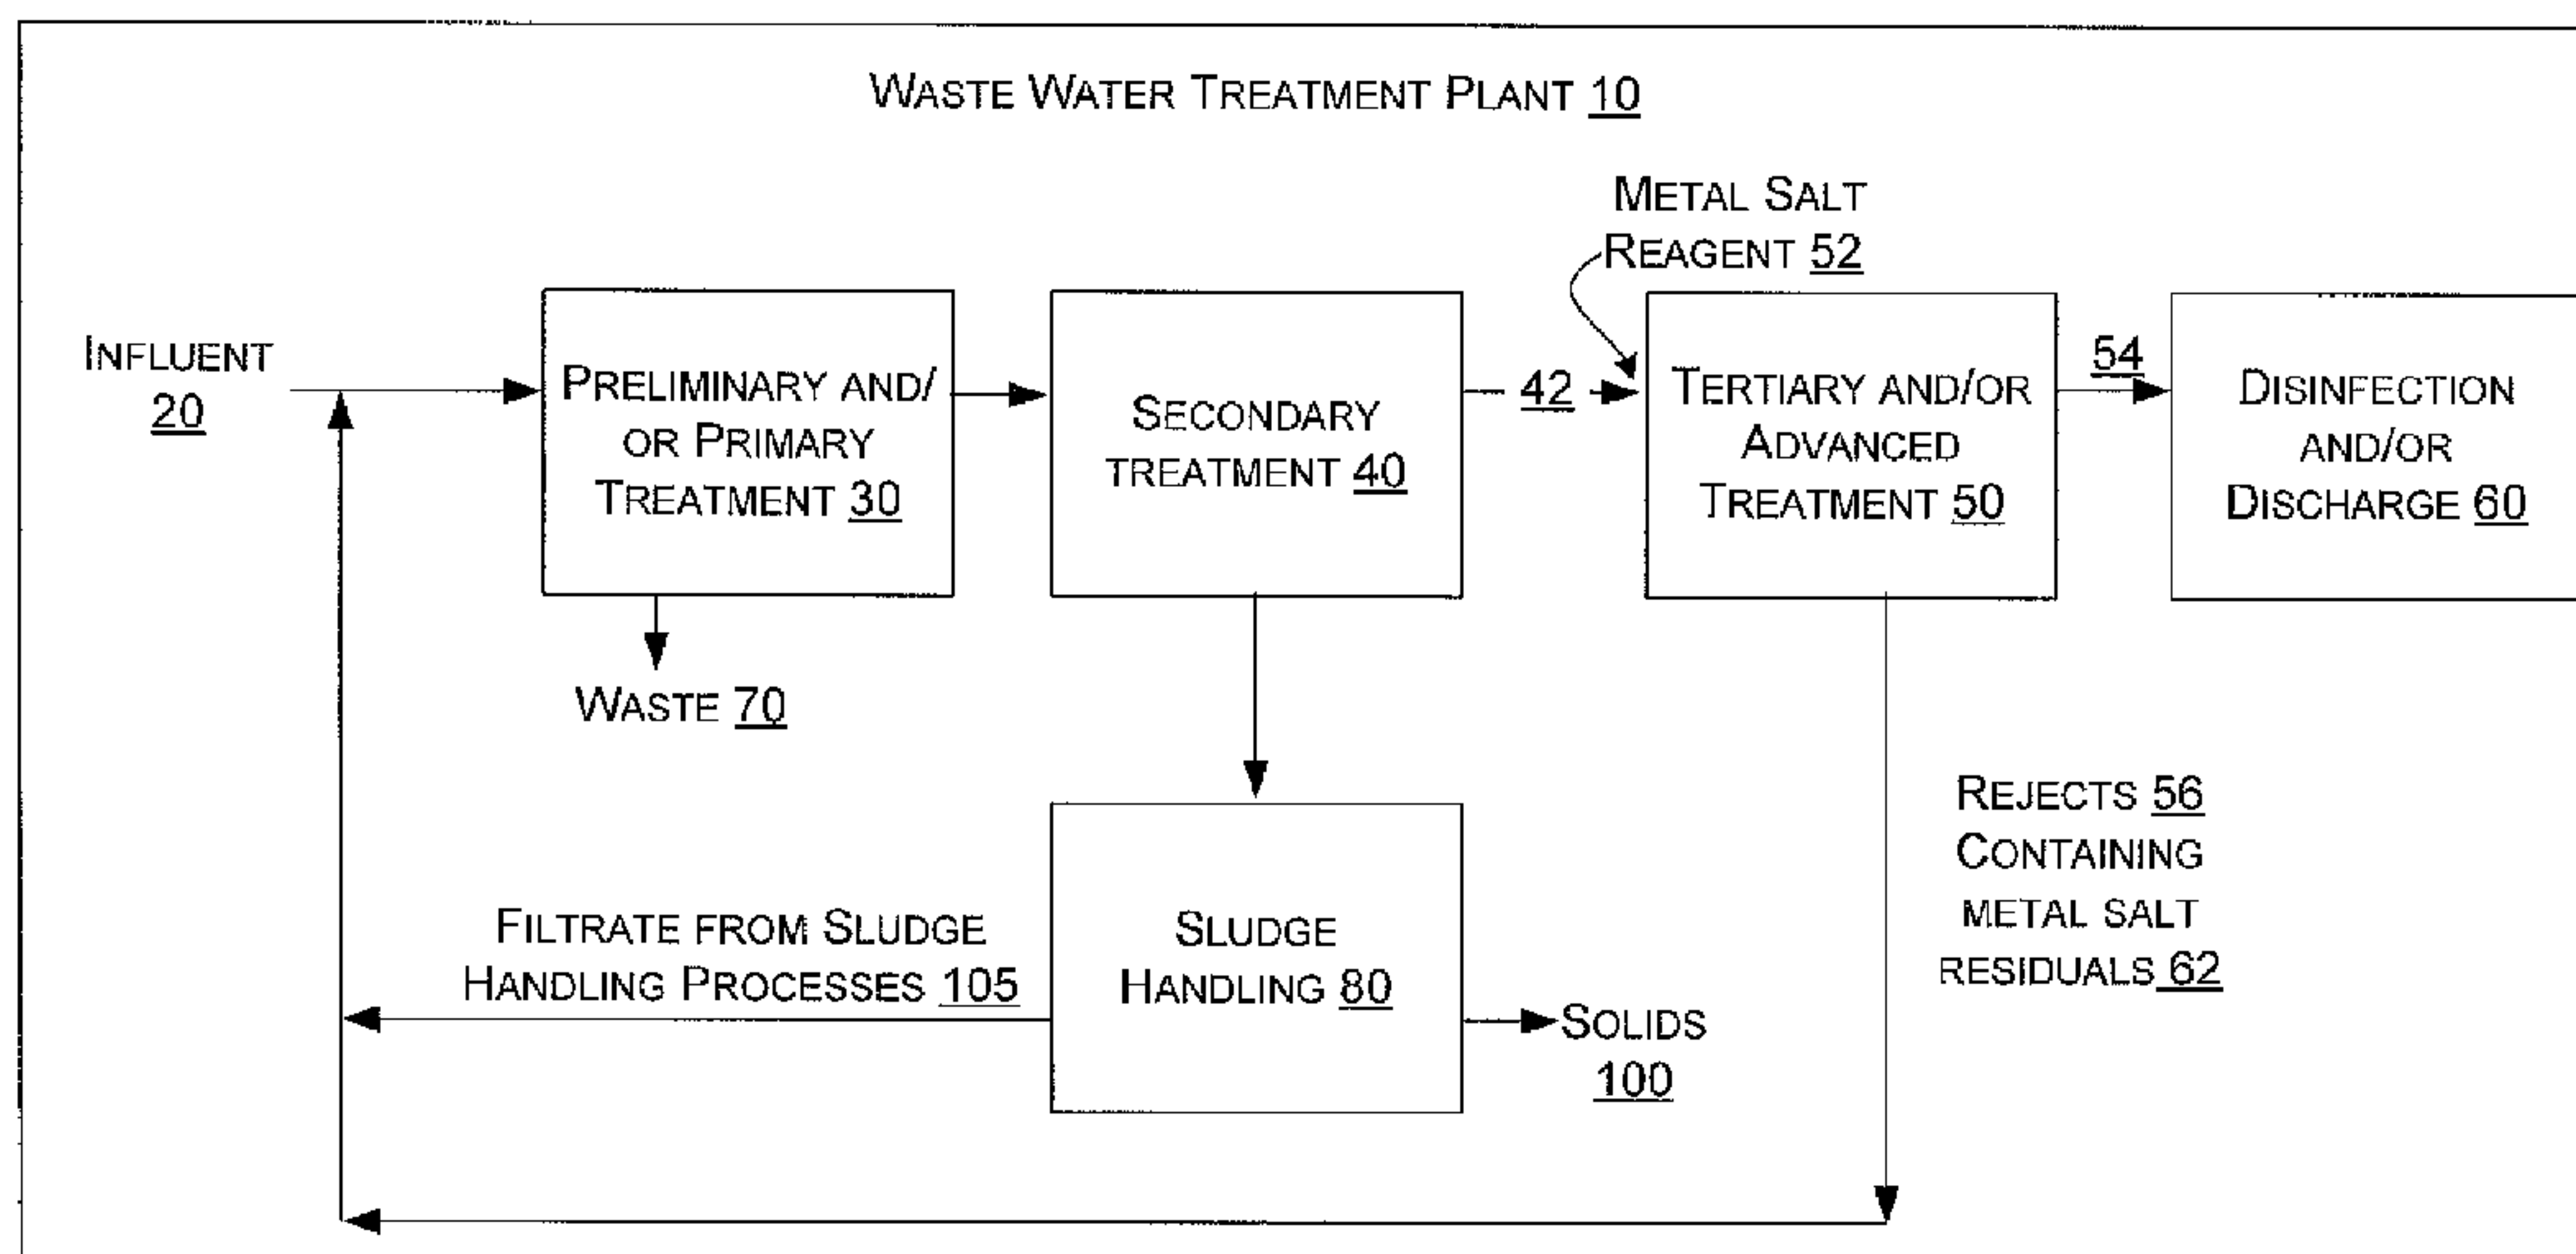 WASTE WATER TREATMENT PLANT 10
METAL SALT
REAGENT 52
INFLUENT
20
PRELIMINARY AND/
OR PRIMARY
TREATMENT 30
SECONDARY
TREATMENT 40
42
TERTIARY AND/OR
ADVANCED
TREATMENT 50
54
DISINFECTION
AND/OR
DISCHARGE 60
WASTE 70
REJECTS 56
CONTAINING
METAL SALT
RESIDUALS 62
FILTRATE FROM SLUDGE
HANDLING PROCESSES 105
SLUDGE
HANDLING 80
SOLIDS
100